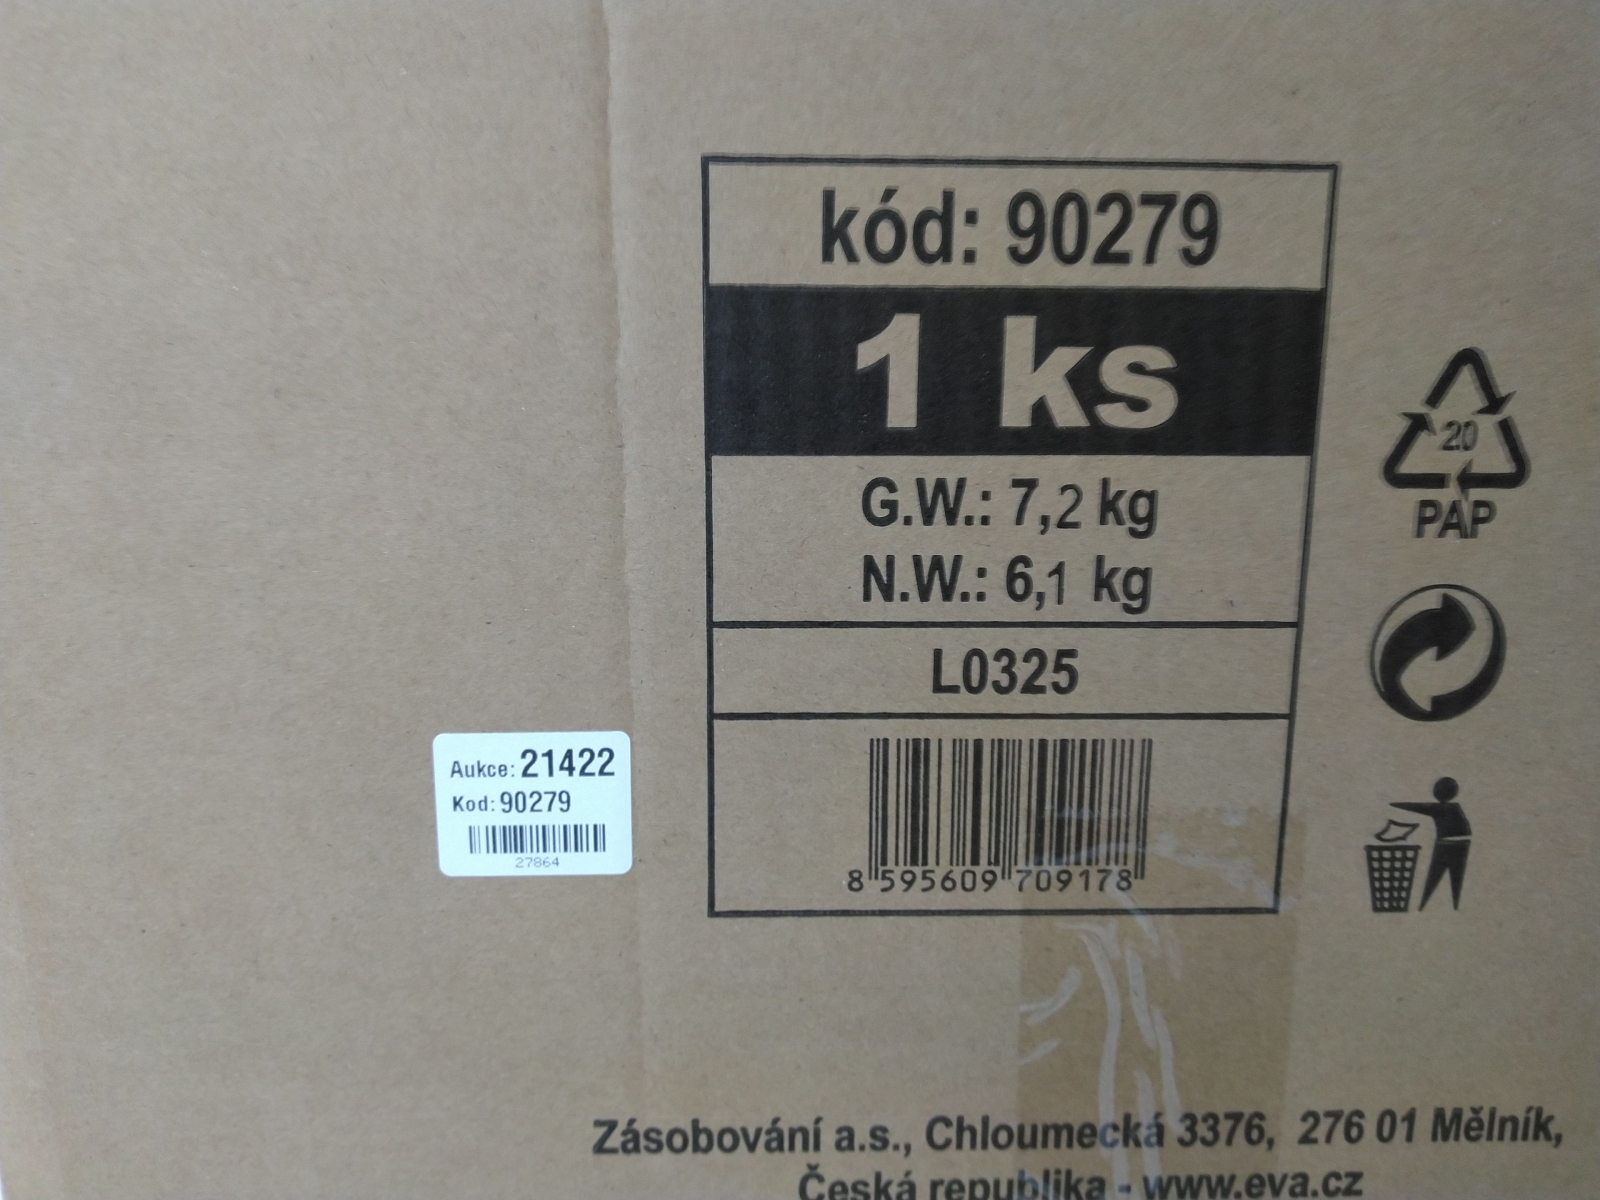 kód: 90279
1 ks
G.W.: 7,2 kg
N.W.: 6,1 kg
L0325
8 595609 709178
20
PAP
Aukce: 21422
Kod: 90279
27864
Zásobování a.s., Chloumecká 3376, 276 01 Mělník,
Česká republika - www.eva.cz